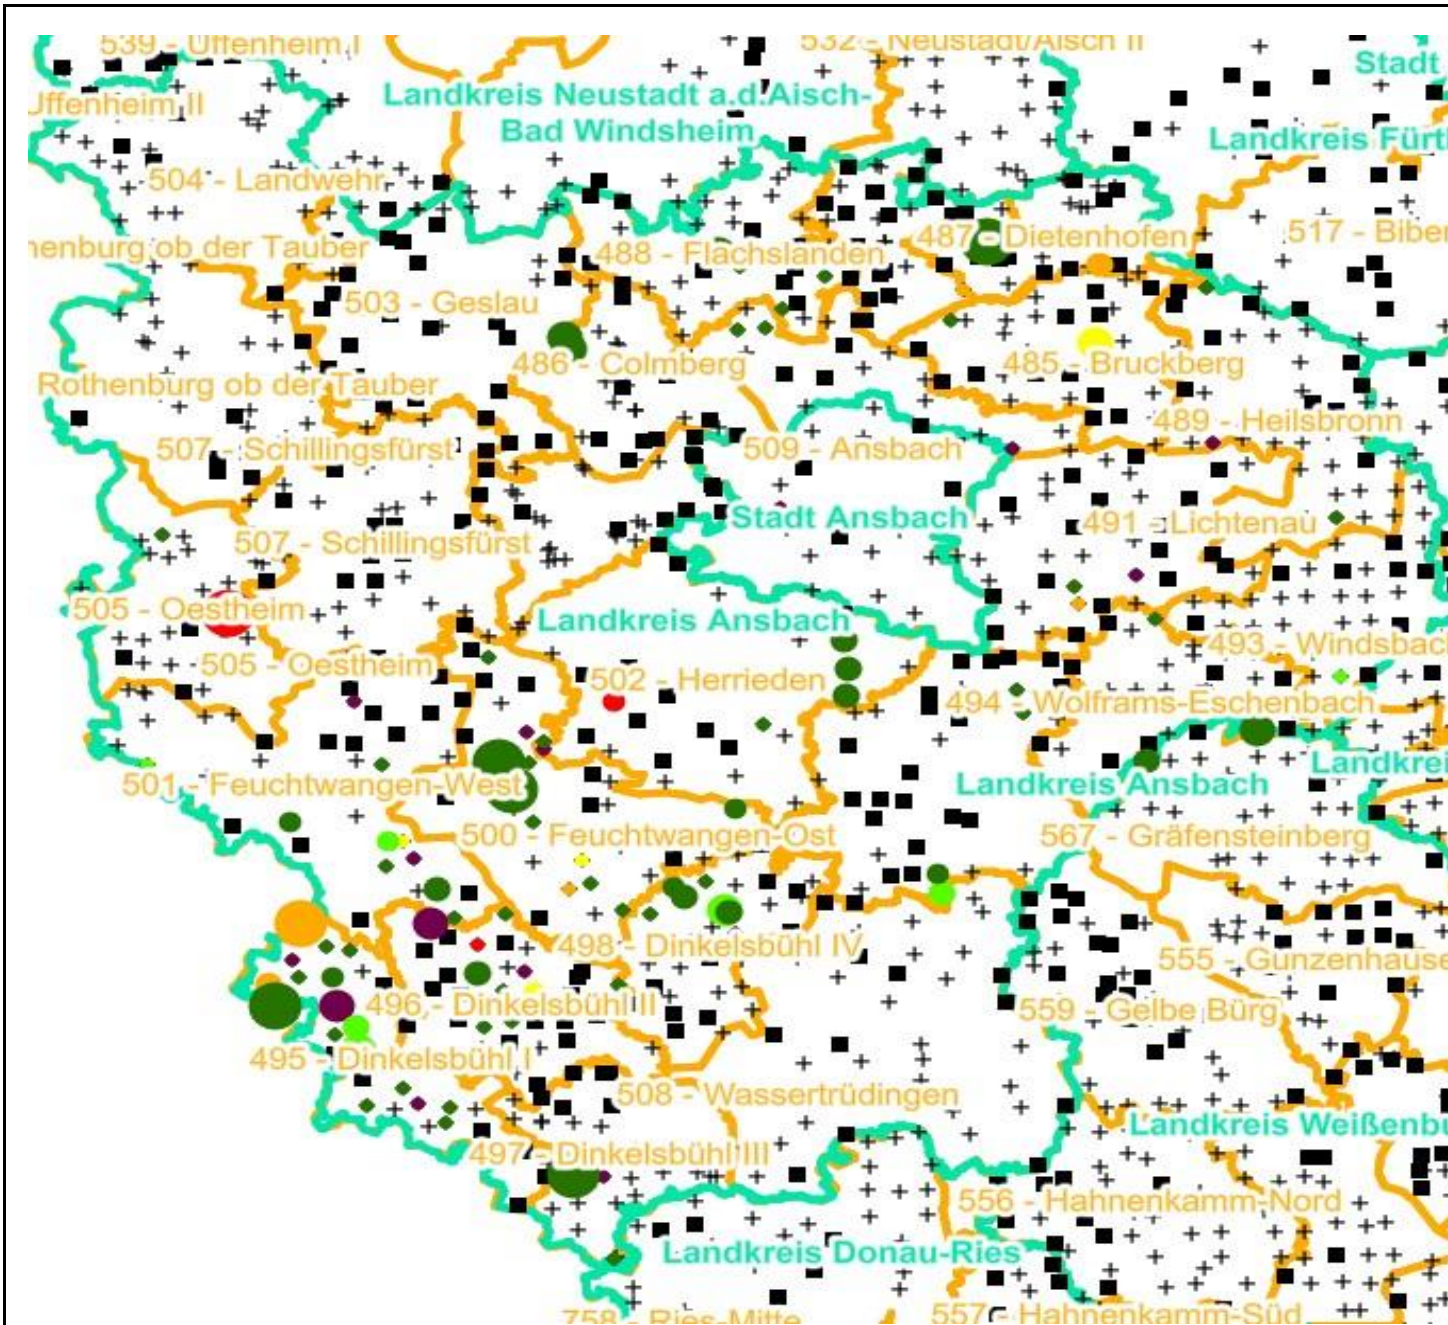 539 - Uffenheim I
532 - Neustadt/Aisch II
Stadt
Uffenheim II
Landkreis Neustadt a.d.Aisch-
Bad Windsheim
Landkreis Fürth
504 - Landwehr
henburg ob der Tauber
488 - Flachslanden
487 - Dietenhofen
517 - Biber
503 - Geslau
486 - Colmberg
485 - Bruckberg
Rothenburg ob der Tauber
489 - Heilsbronn
507 - Schillingsfürst
509 - Ansbach
Stadt Ansbach
491 - Lichtenau
507 - Schillingsfürst
505 - Oestheim
Landkreis Ansbach
493 - Windsbach
505 - Oestheim
502 - Herrieden
494 - Wolframs-Eschenbach
501 - Feuchtwangen-West
Landkreis Ansbach
Landkrei
500 - Feuchtwangen-Ost
567 - Gräfensteinberg
498 - Dinkelsbühl IV
555 - Gunzenhause
496 - Dinkelsbühl II
559 - Gelbe Bürg
495 - Dinkelsbühl I
508 - Wassertrüdingen
Landkreis Weißenbu
497 - Dinkelsbühl III
556 - Hahnenkamm-Nord
Landkreis Donau-Ries
758 - Ries-Mitte
557 - Hahnenkamm-Süd